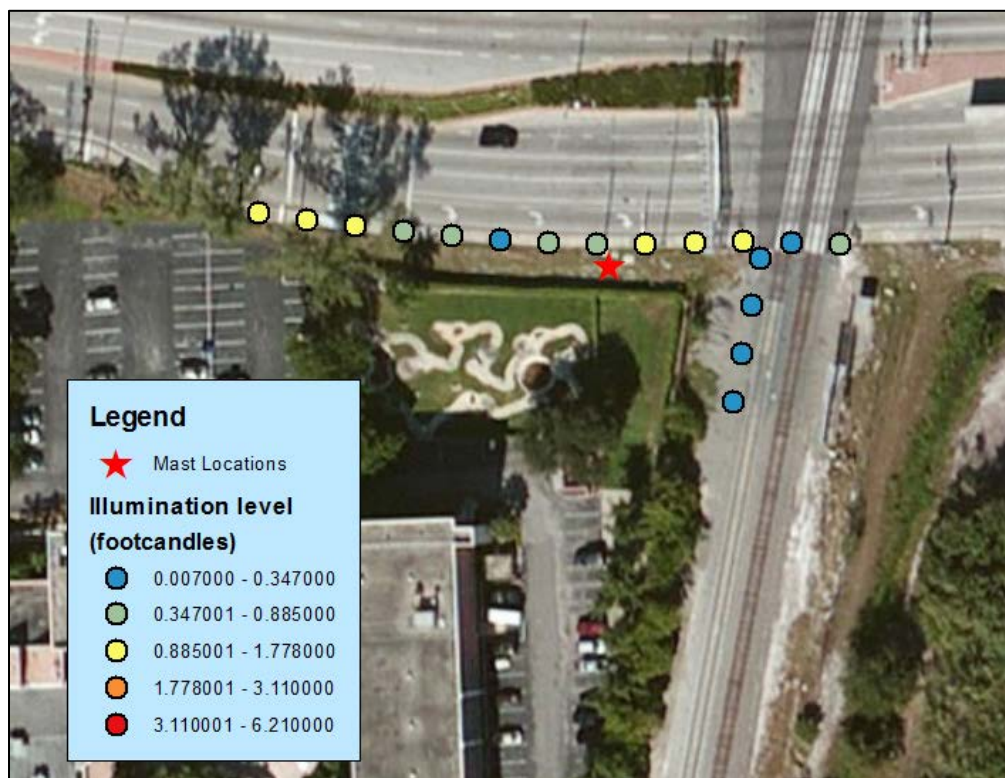 Legend
Mast Locations
Illumination level
(footcandles)
0.007000 - 0.347000
0.347001 - 0.885000
0.885001 - 1.778000
1.778001 - 3.110000
3.110001 - 6.210000